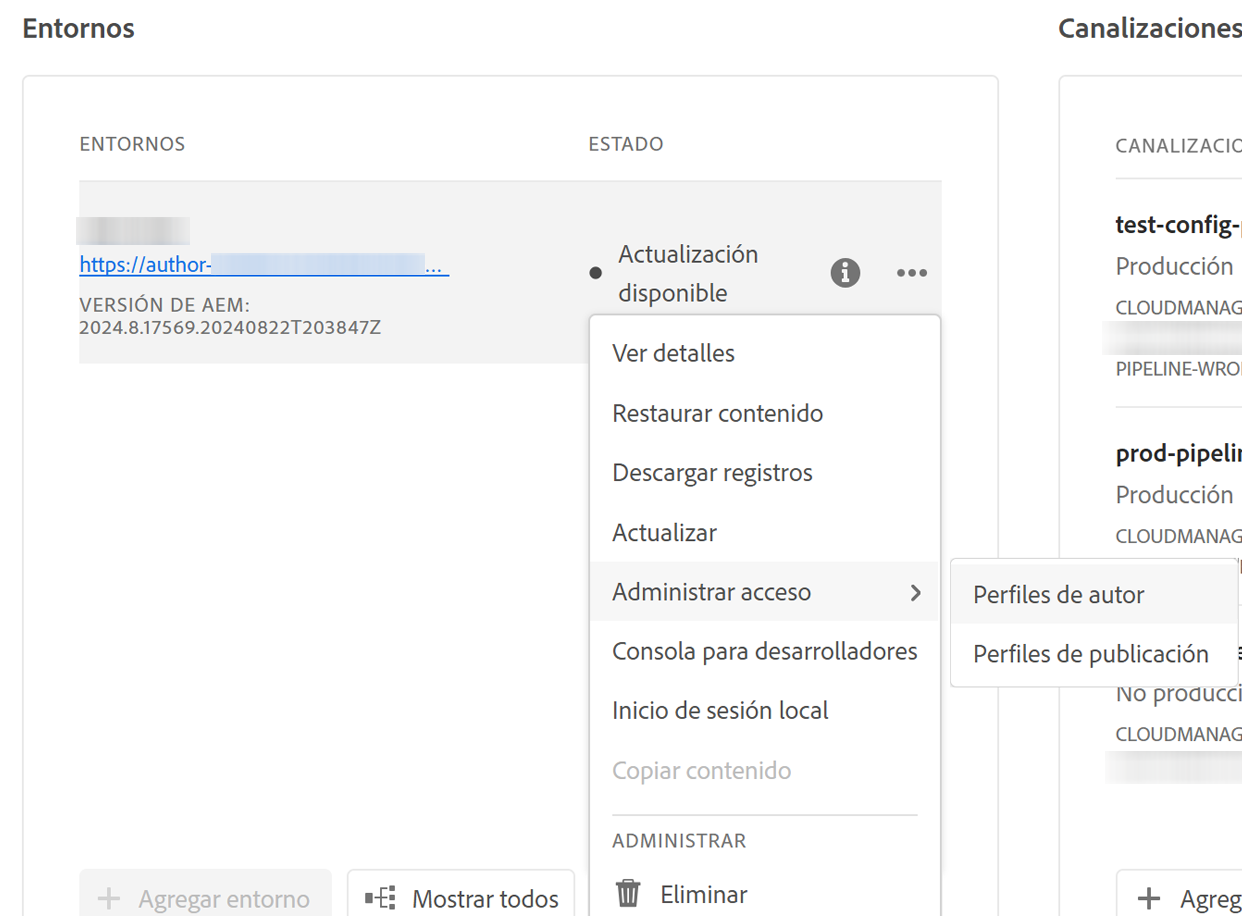 Entornos
ENTORNOS
ESTADO
https://author-
...
VERSIÓN DE AEM:
2024.8.17569.20240822T203847Z
Actualización
disponible
Ver detalles
Restaurar contenido
Descargar registros
Actualizar
Administrar acceso
Perfiles de autor
Perfiles de publicación
Consola para desarrolladores
Inicio de sesión local
Copiar contenido
ADMINISTRAR
Eliminar
Agregar entorno
Mostrar todos
Canalizaciones
CANALIZACIO
test-config-
Producción
CLOUDMANAG
PIPELINE-WRO
prod-pipelin
Producción
CLOUDMANAG
No producci
CLOUDMANAG
Agreg